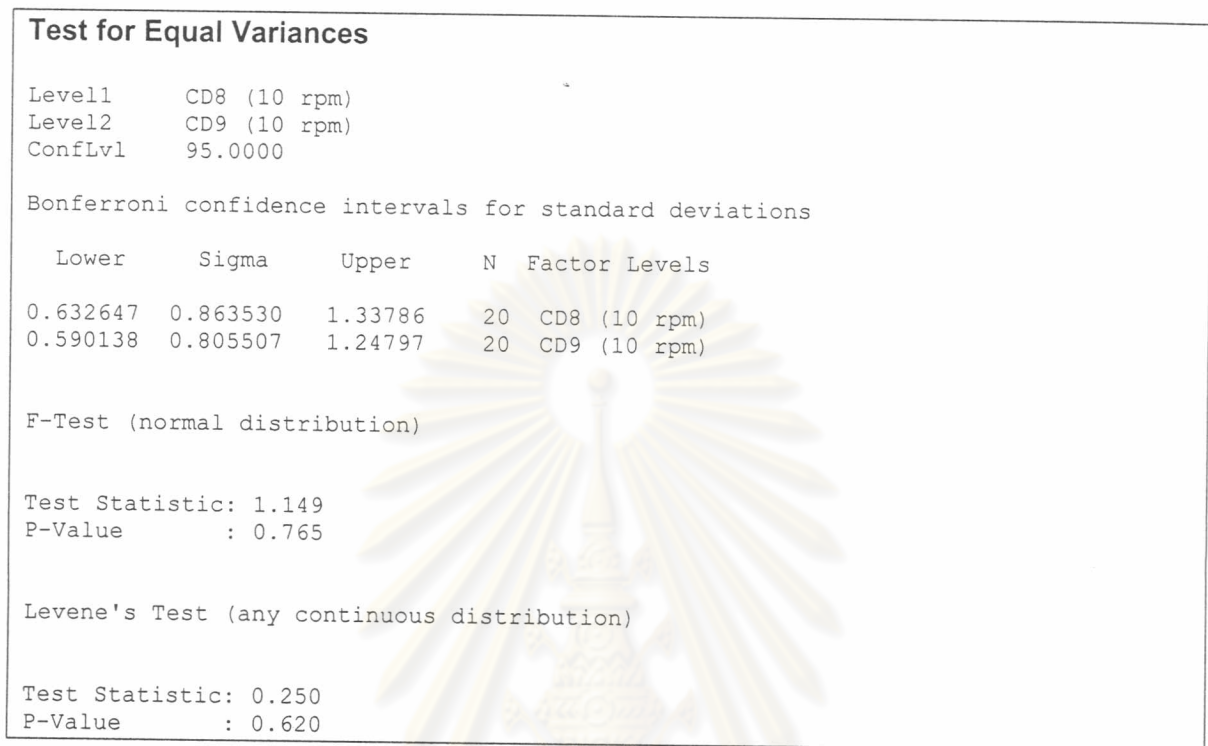 Test for Equal Variances
Level1 CD8 (10 rpm)
Level2 CD9 (10 rpm)
ConfLvl 95.0000
Bonferroni confidence intervals for standard deviations
Lower Sigma Upper N Factor Levels
0.632647 0.863530 1.33786 20 CD8 (10 rpm)
0.590138 0.805507 1.24797 20 CD9 (10 rpm)
F-Test (normal distribution)
Test Statistic: 1.149
P-Value : 0.765
Levene's Test (any continuous distribution)
Test Statistic: 0.250
P-Value : 0.620